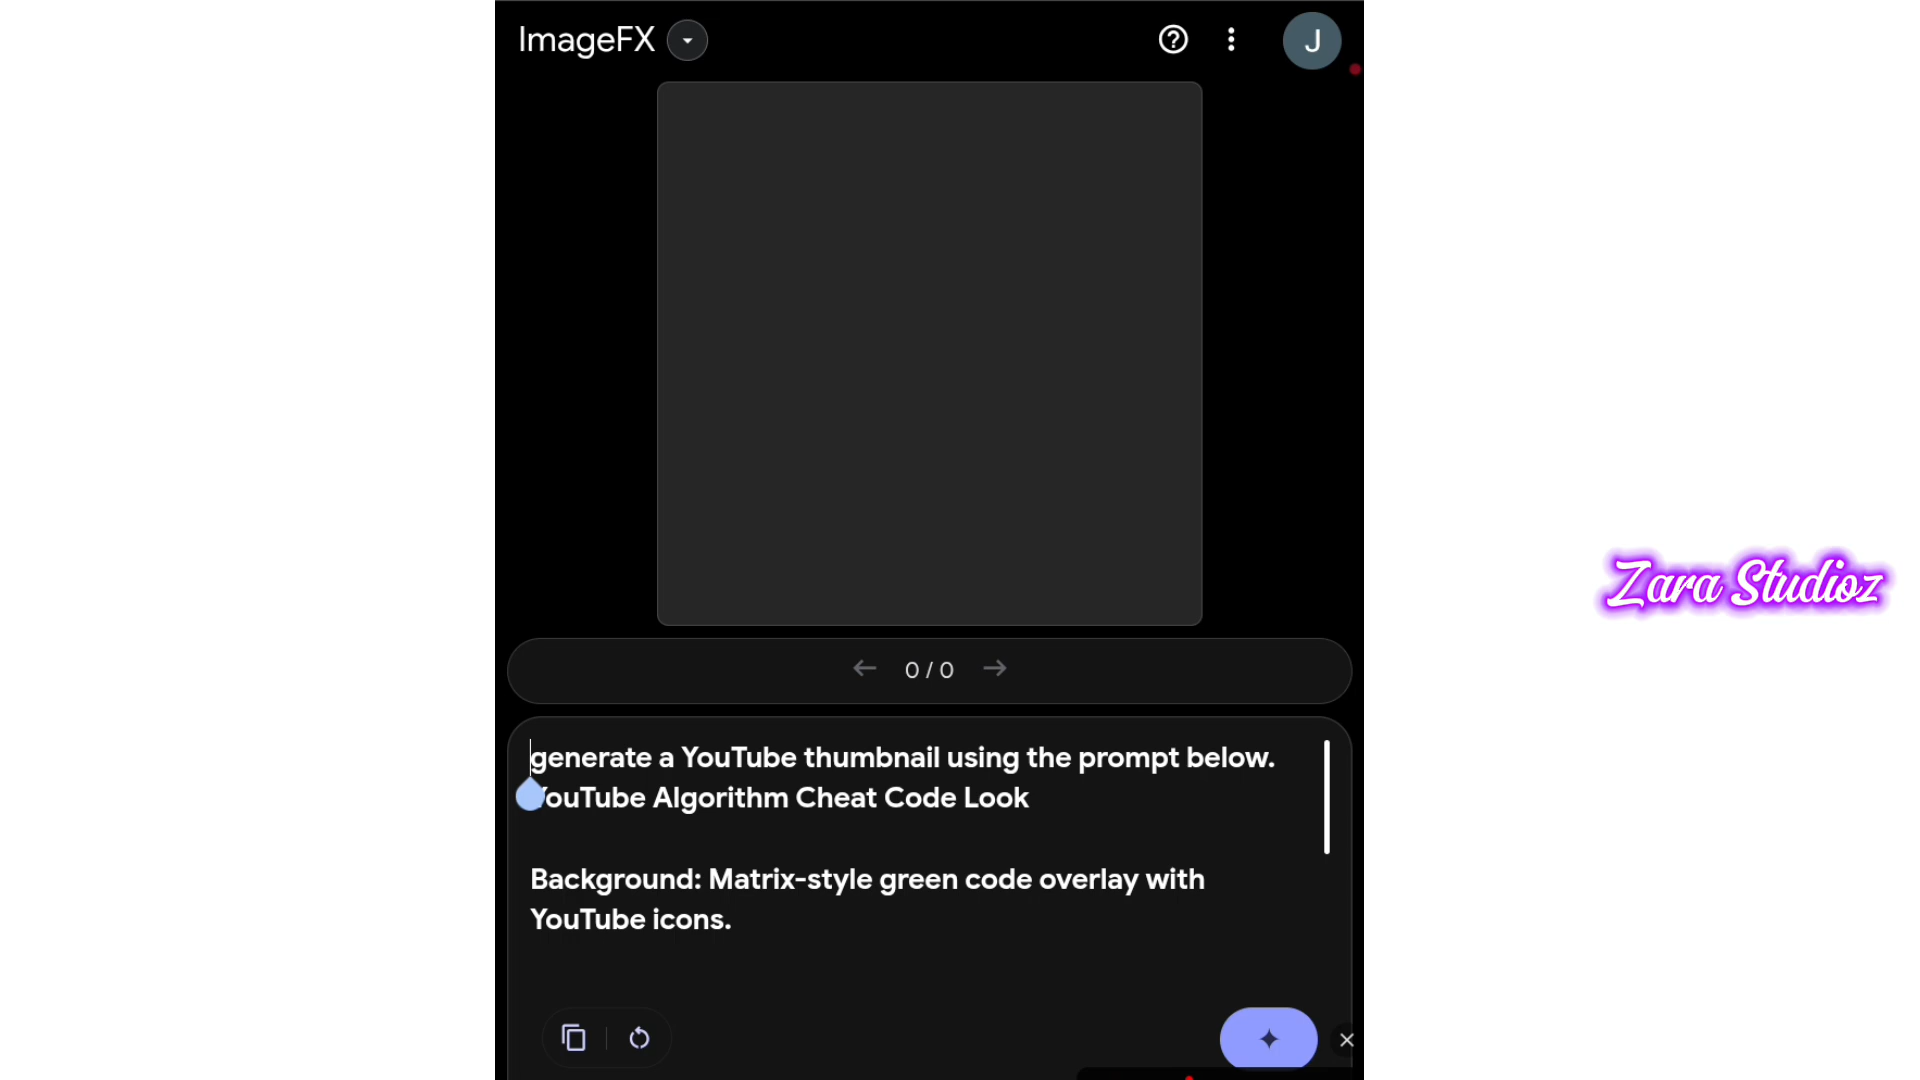 ImageFX
J
0 / 0
generate a YouTube thumbnail using the prompt below.
YouTube Algorithm Cheat Code Look
Background: Matrix-style green code overlay with
YouTube icons.
Zara Studioz